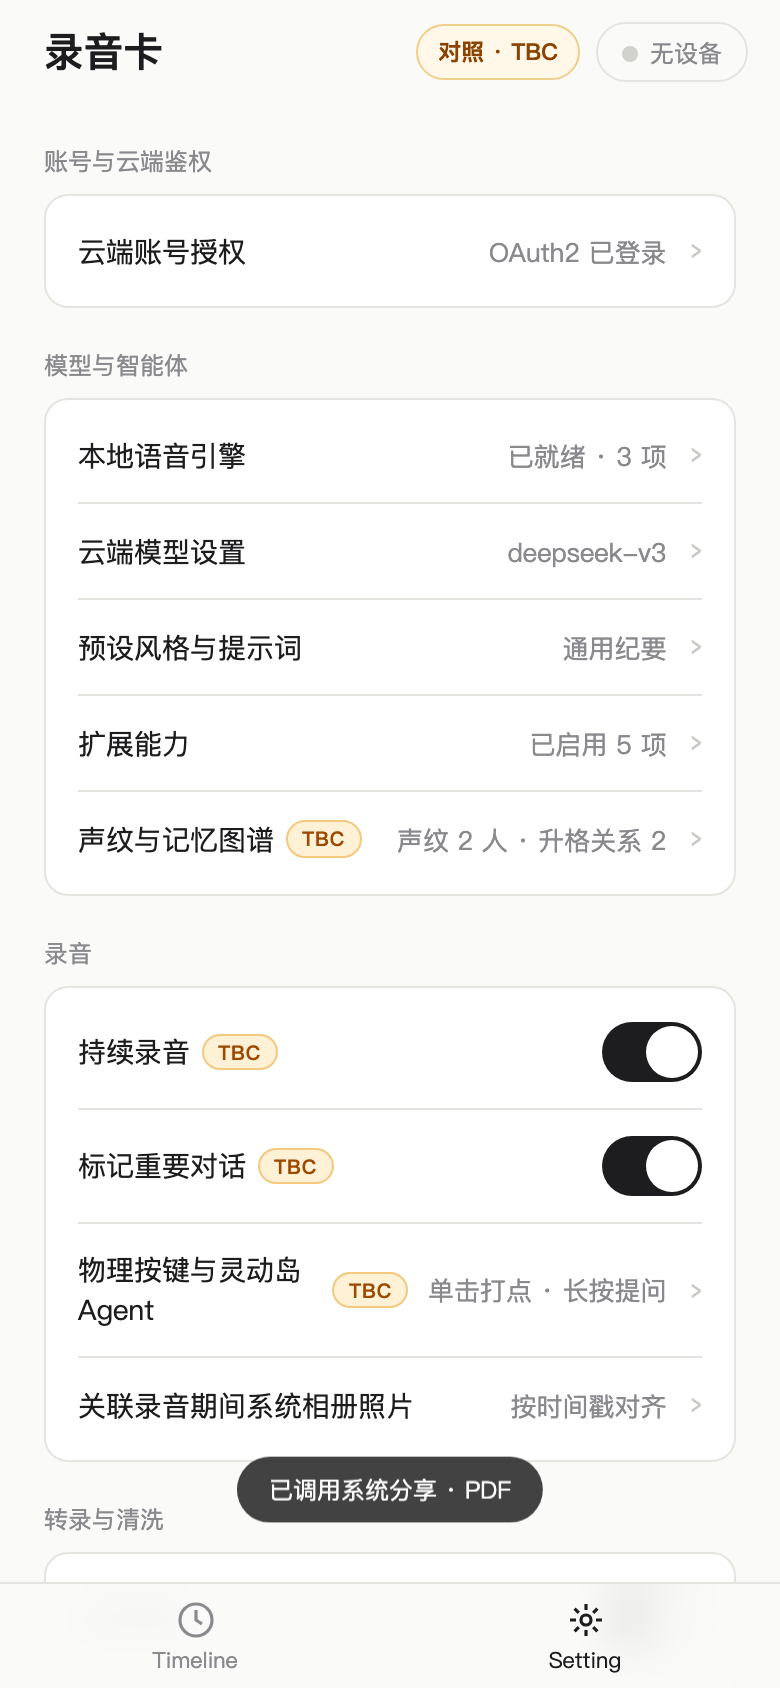 录音卡
对照 · TBC
无设备
账号与云端鉴权
云端账号授权
OAuth2 已登录
模型与智能体
本地语音引擎
已就绪 · 3 项
云端模型设置
deepseek-v3
预设风格与提示词
通用纪要
扩展能力
已启用 5 项
声纹与记忆图谱
TBC
声纹 2 人 · 升格关系 2
录音
持续录音
TBC
标记重要对话
TBC
物理按键与灵动岛
Agent
TBC
单击打点 · 长按提问
关联录音期间系统相册照片
按时间戳对齐
已调用系统分享 · PDF
转录与清洗
Timeline
Setting